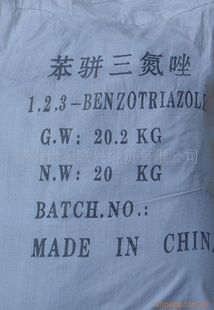 苯骈三氮唑
1,2,3-BENZOTRIAZOLE
G.W: 20.2 KG
N.W: 20 KG
BATCH.NO.:
MADE IN CHINA